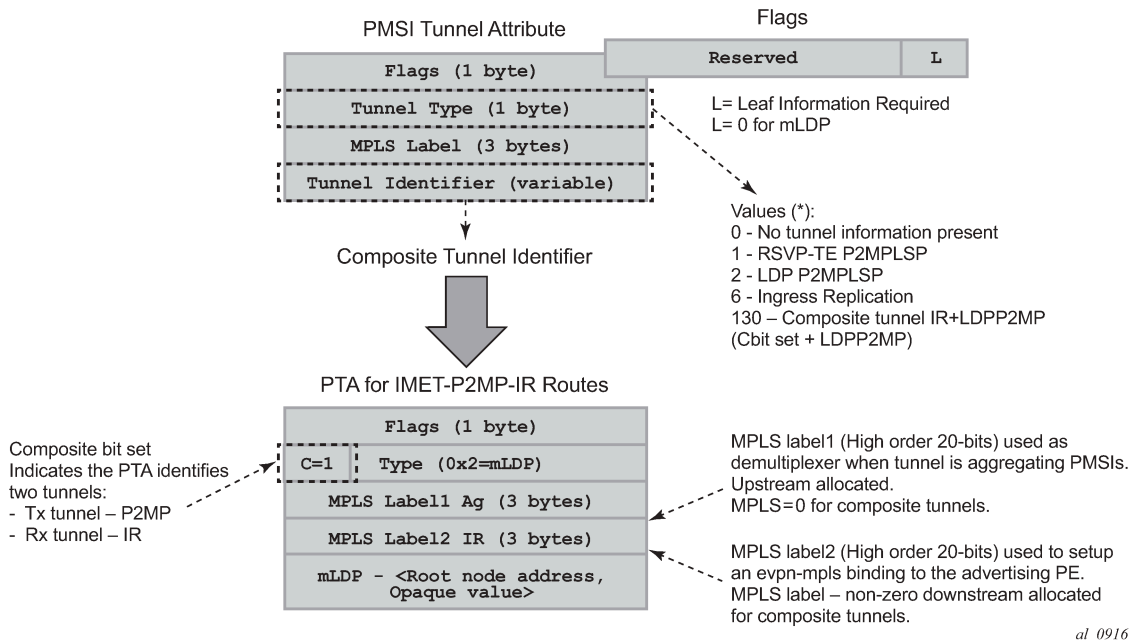 PMSI Tunnel Attribute
Flags
Flags (1 byte)
Reserved
L
Tunnel Type (1 byte)
MPLS Label (3 bytes)
Tunnel Identifier (variable)
L= Leaf Information Required
L= 0 for mLDP
Values (*):
0 - No tunnel information present
1 - RSVP-TE P2MPLSP
2 - LDP P2MPLSP
6 - Ingress Replication
130 – Composite tunnel IR+LDPP2MP
(Cbit set + LDPP2MP)
Composite Tunnel Identifier
PTA for IMET-P2MP-IR Routes
Flags (1 byte)
C=1
Type (0x2=mLDP)
MPLS Label1 Ag (3 bytes)
MPLS Label2 IR (3 bytes)
mLDP - <Root node address,
Opaque value>
Composite bit set
Indicates the PTA identifies
two tunnels:
- Tx tunnel – P2MP
- Rx tunnel – IR
MPLS label1 (High order 20-bits) used as
demultiplexer when tunnel is aggregating PMSIs.
Upstream allocated.
MPLS=0 for composite tunnels.
MPLS label2 (High order 20-bits) used to setup
an evpn-mpls binding to the advertising PE.
MPLS label – non-zero downstream allocated
for composite tunnels.
al_0916